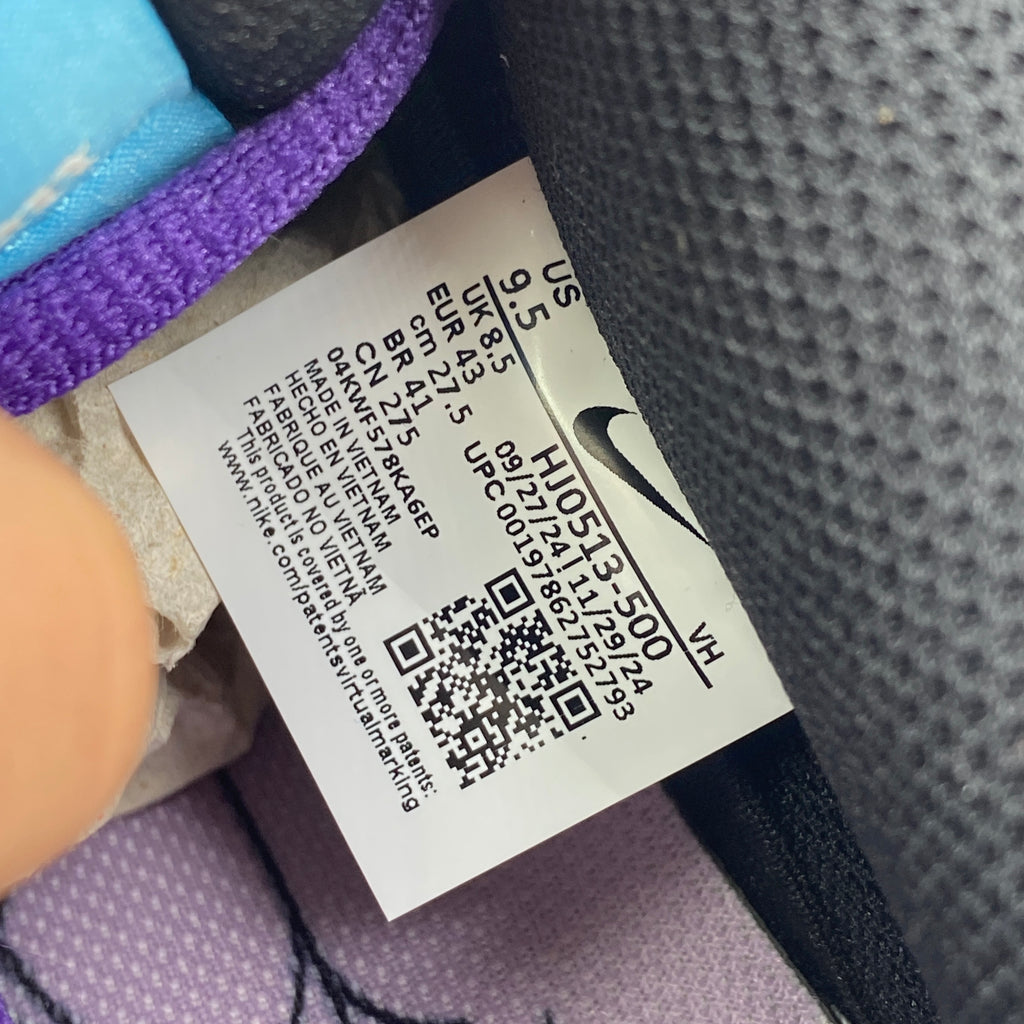 US
9.5
UK 8.5
EUR 43
cm 27.5
BR 41
CN 275
VH
HJ0513-500
09/27/24 | 11/29/24
UPC 00197862752793
04KWF578KA6EP
MADE IN VIETNAM
HECHO EN VIETNAM
FABRIQUE AU VIETNAM
FABRICADO NO VIETNÃ
This product is covered by one or more patents:
www.nike.com/patentsvirtualmarking